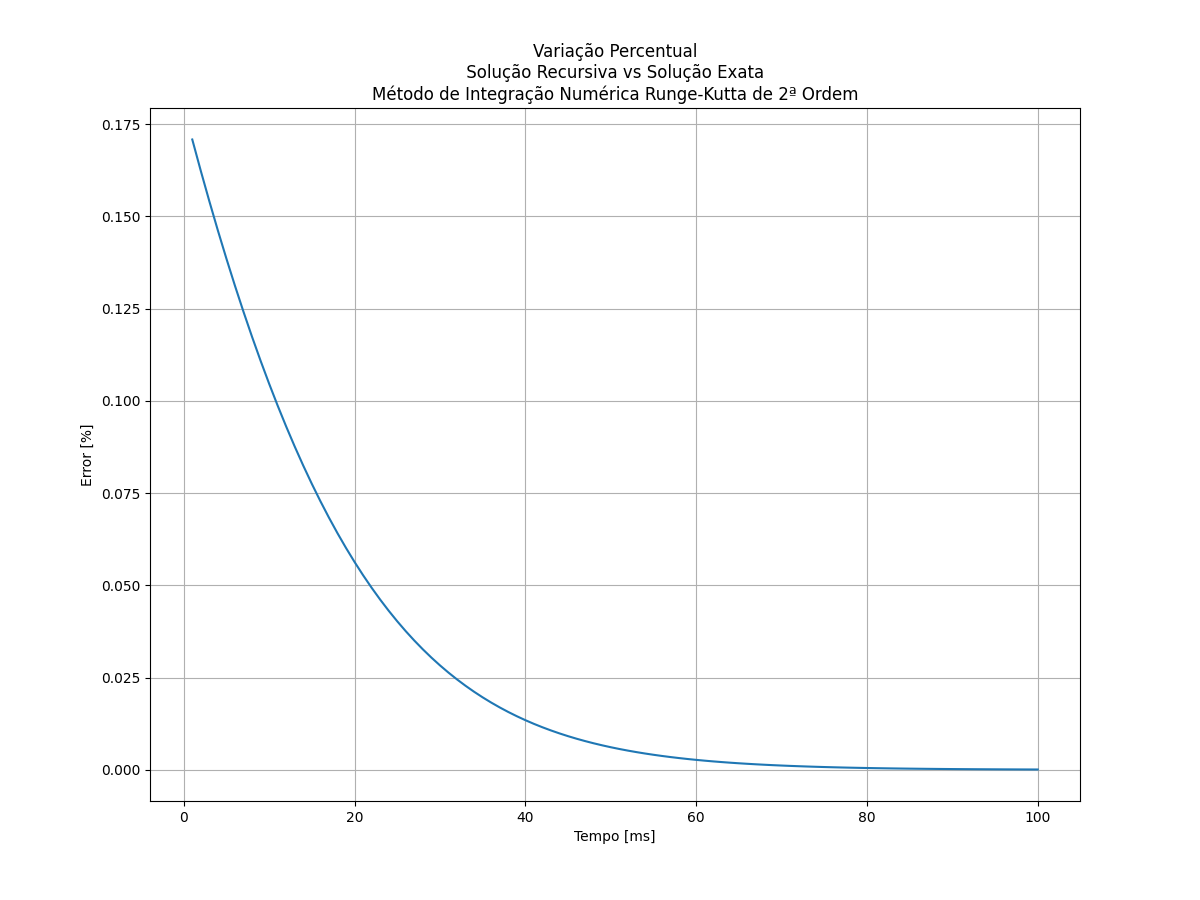 Variação Percentual
Solução Recursiva vs Solução Exata
Método de Integração Numérica Runge-Kutta de 2ª Ordem
0.175
0.150
0.125
0.100
0.075
0.050
0.025
0.000
Error [%]
0 20 40 60 80 100
Tempo [ms]